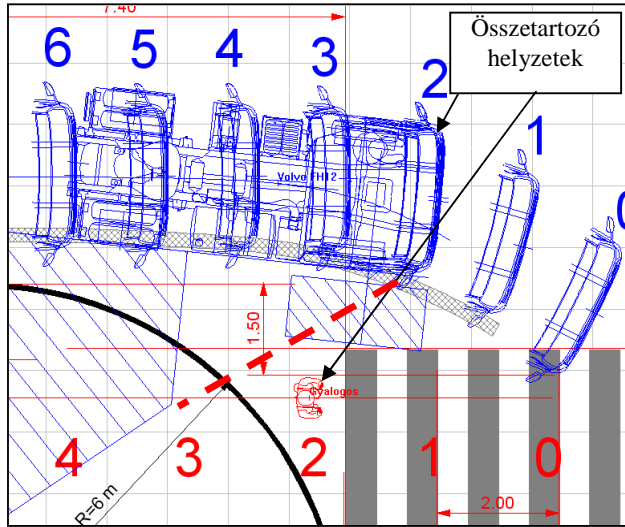 7.40
Összetartozó
helyzetek
6 5 4 3 2 1 0
Volvo FH12
1.50
Gyalogos
4 3 2 1 0
2.00
R=6 m